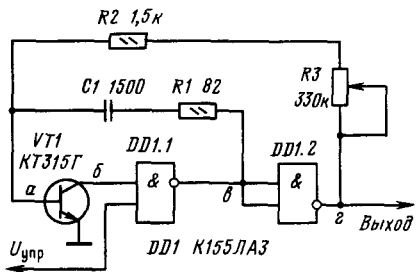 R2 1,5к
C1 1500
R1 82
R3
330к
VT1
КТ315Г
DD1.1
DD1.2
а
б
&
в
&
г
Выход
Uупр
DD1 К155ЛА3